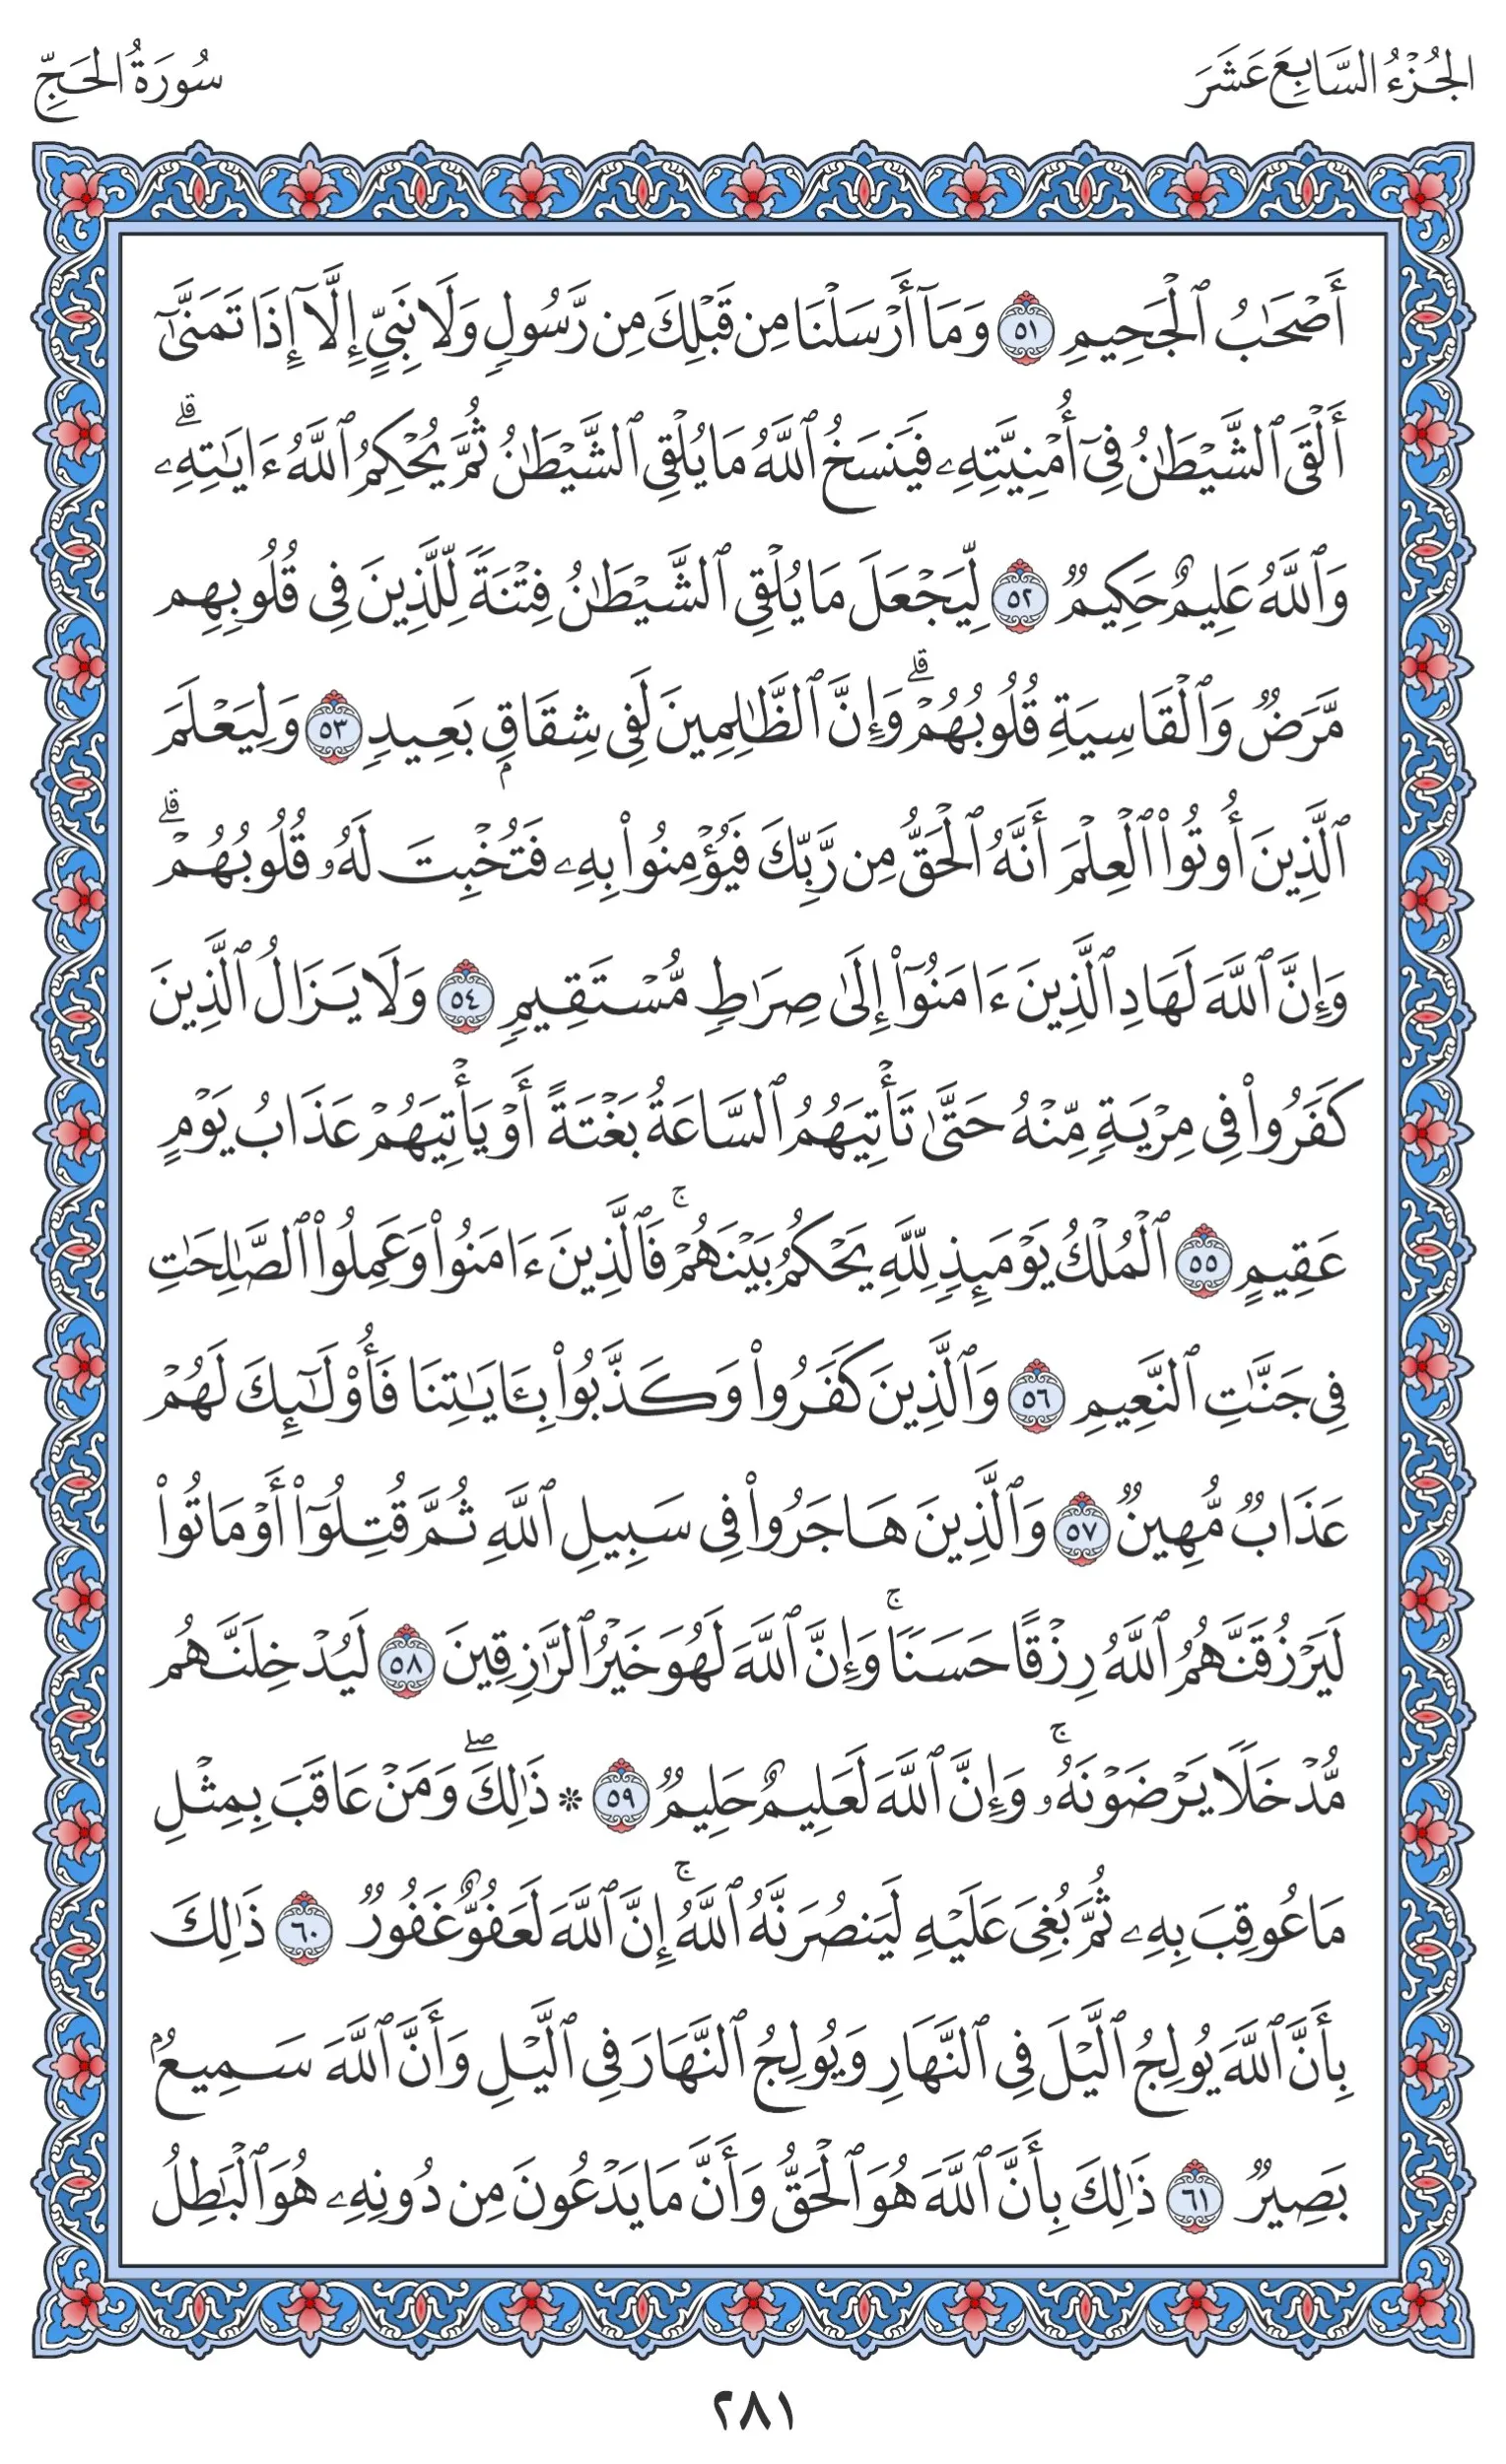 الجُزْءُ السَّابِعَ عَشَرَ
سُورَةُ الحَجِّ
أَصْحَٰبُ ٱلْجَحِيمِ ٥١ وَمَآ أَرْسَلْنَا مِن قَبْلِكَ مِن رَّسُولٍ وَلَا نَبِيٍّ إِلَّآ إِذَا تَمَنَّىٰٓ
أَلْقَى ٱلشَّيْطَٰنُ فِىٓ أُمْنِيَّتِهِۦ فَيَنسَخُ ٱللَّهُ مَا يُلْقِى ٱلشَّيْطَٰنُ ثُمَّ يُحْكِمُ ٱللَّهُ ءَايَٰتِهِۦۗ
وَٱللَّهُ عَلِيمٌ حَكِيمٌ ٥٢ لِّيَجْعَلَ مَا يُلْقِى ٱلشَّيْطَٰنُ فِتْنَةً لِّلَّذِينَ فِى قُلُوبِهِم
مَّرَضٌ وَٱلْقَاسِيَةِ قُلُوبُهُمْۗ وَإِنَّ ٱلظَّٰلِمِينَ لَفِى شِقَاقٍۭ بَعِيدٍ ٥٣ وَلِيَعْلَمَ
ٱلَّذِينَ أُوتُوا۟ ٱلْعِلْمَ أَنَّهُ ٱلْحَقُّ مِن رَّبِّكَ فَيُؤْمِنُوا۟ بِهِۦ فَتُخْبِتَ لَهُۥ قُلُوبُهُمْۗ
وَإِنَّ ٱللَّهَ لَهَادِ ٱلَّذِينَ ءَامَنُوٓا۟ إِلَىٰ صِرَٰطٍ مُّسْتَقِيمٍ ٥٤ وَلَا يَزَالُ ٱلَّذِينَ
كَفَرُوا۟ فِى مِرْيَةٍ مِّنْهُ حَتَّىٰ تَأْتِيَهُمُ ٱلسَّاعَةُ بَغْتَةً أَوْ يَأْتِيَهُمْ عَذَابُ يَوْمٍ
عَقِيمٍ ٥٥ ٱلْمُلْكُ يَوْمَئِذٍ لِّلَّهِ يَحْكُمُ بَيْنَهُمْۚ فَٱلَّذِينَ ءَامَنُوا۟ وَعَمِلُوا۟ ٱلصَّٰلِحَٰتِ
فِى جَنَّٰتِ ٱلنَّعِيمِ ٥٦ وَٱلَّذِينَ كَفَرُوا۟ وَكَذَّبُوا۟ بِـَٔايَٰتِنَا فَأُو۟لَٰٓئِكَ لَهُمْ
عَذَابٌ مُّهِينٌ ٥٧ وَٱلَّذِينَ هَاجَرُوا۟ فِى سَبِيلِ ٱللَّهِ ثُمَّ قُتِلُوٓا۟ أَوْ مَاتُوا۟
لَيَرْزُقَنَّهُمُ ٱللَّهُ رِزْقًا حَسَنًاۚ وَإِنَّ ٱللَّهَ لَهُوَ خَيْرُ ٱلرَّٰزِقِينَ ٥٨ لَيُدْخِلَنَّهُم
مُّدْخَلًا يَرْضَوْنَهُۥۚ وَإِنَّ ٱللَّهَ لَعَلِيمٌ حَلِيمٌ ٥٩ * ذَٰلِكَۖ وَمَنْ عَاقَبَ بِمِثْلِ
مَا عُوقِبَ بِهِۦ ثُمَّ بُغِىَ عَلَيْهِ لَيَنصُرَنَّهُ ٱللَّهُۚ إِنَّ ٱللَّهَ لَعَفُوٌّ غَفُورٌ ٦٠ ذَٰلِكَ
بِأَنَّ ٱللَّهَ يُولِجُ ٱلَّيْلَ فِى ٱلنَّهَارِ وَيُولِجُ ٱلنَّهَارَ فِى ٱلَّيْلِ وَأَنَّ ٱللَّهَ سَمِيعٌۢ
بَصِيرٌ ٦١ ذَٰلِكَ بِأَنَّ ٱللَّهَ هُوَ ٱلْحَقُّ وَأَنَّ مَا يَدْعُونَ مِن دُونِهِۦ هُوَ ٱلْبَٰطِلُ
٢٨١